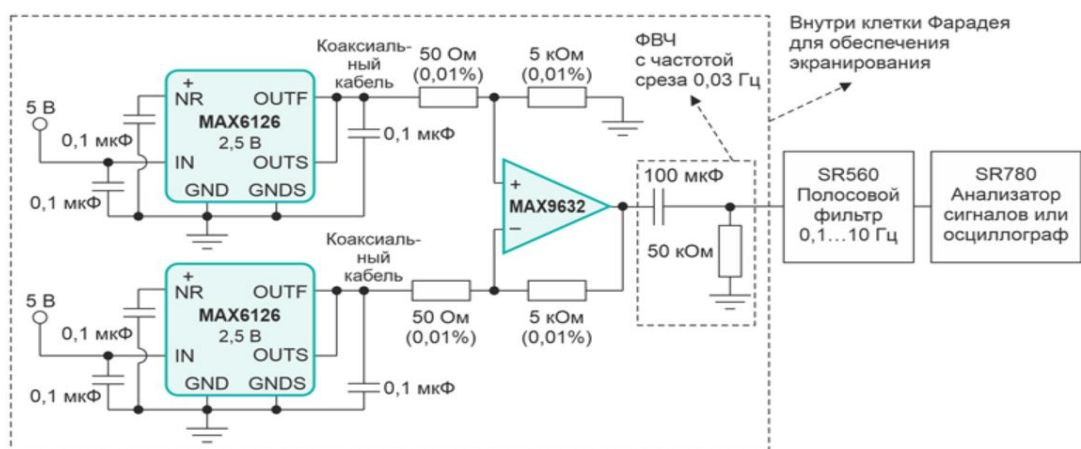 Внутри клетки Фарадея
для обеспечения
экранирования
ФВЧ
с частотой
среза 0,03 Гц
Коаксиаль-
ный
кабель
50 Ом
(0,01%)
5 кОм
(0,01%)
+
NR
OUTF
MAX6126
2,5 В
IN
OUTS
GND
GNDS
5 В
0,1 мкФ
0,1 мкФ
0,1 мкФ
+
MAX9632
−
100 мкФ
50 кОм
SR560
Полосовой
фильтр
0,1...10 Гц
SR780
Анализатор
сигналов или
осциллограф
Коаксиаль-
ный
кабель
50 Ом
(0,01%)
5 кОм
(0,01%)
+
NR
OUTF
MAX6126
2,5 В
IN
OUTS
GND
GNDS
5 В
0,1 мкФ
0,1 мкФ
0,1 мкФ